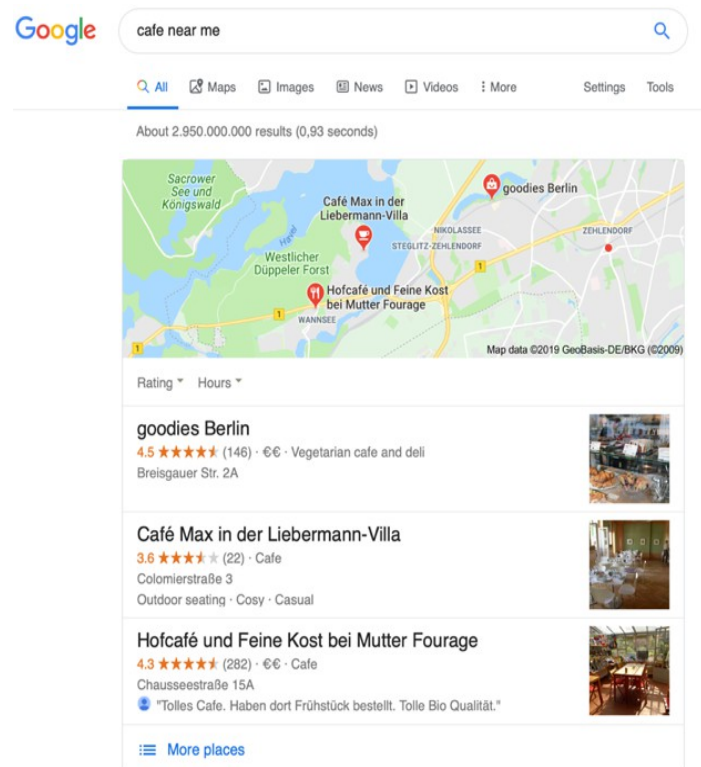 Google
cafe near me
All Maps Images News Videos More Settings Tools
About 2.950.000.000 results (0,93 seconds)
Sacrower
See und
Königswald
Havel
Café Max in der
Liebermann-Villa
goodies Berlin
NIKOLASSEE
STEGLITZ-ZEHLENDORF
ZEHLENDORF
Westlicher
Düppeler Forst
1
Hofcafé und Feine Kost
bei Mutter Fourage
1
WANNSEE
1
Map data ©2019 GeoBasis-DE/BKG (©2009)
Rating Hours
goodies Berlin
4.5 ★★★★★ (146) · €€ · Vegetarian cafe and deli
Breisgauer Str. 2A
Café Max in der Liebermann-Villa
3.6 ★★★★★ (22) · Cafe
Colomierstraße 3
Outdoor seating · Cosy · Casual
Hofcafé und Feine Kost bei Mutter Fourage
4.3 ★★★★★ (282) · €€ · Cafe
Chausseestraße 15A
"Tolles Cafe. Haben dort Frühstück bestellt. Tolle Bio Qualität."
More places